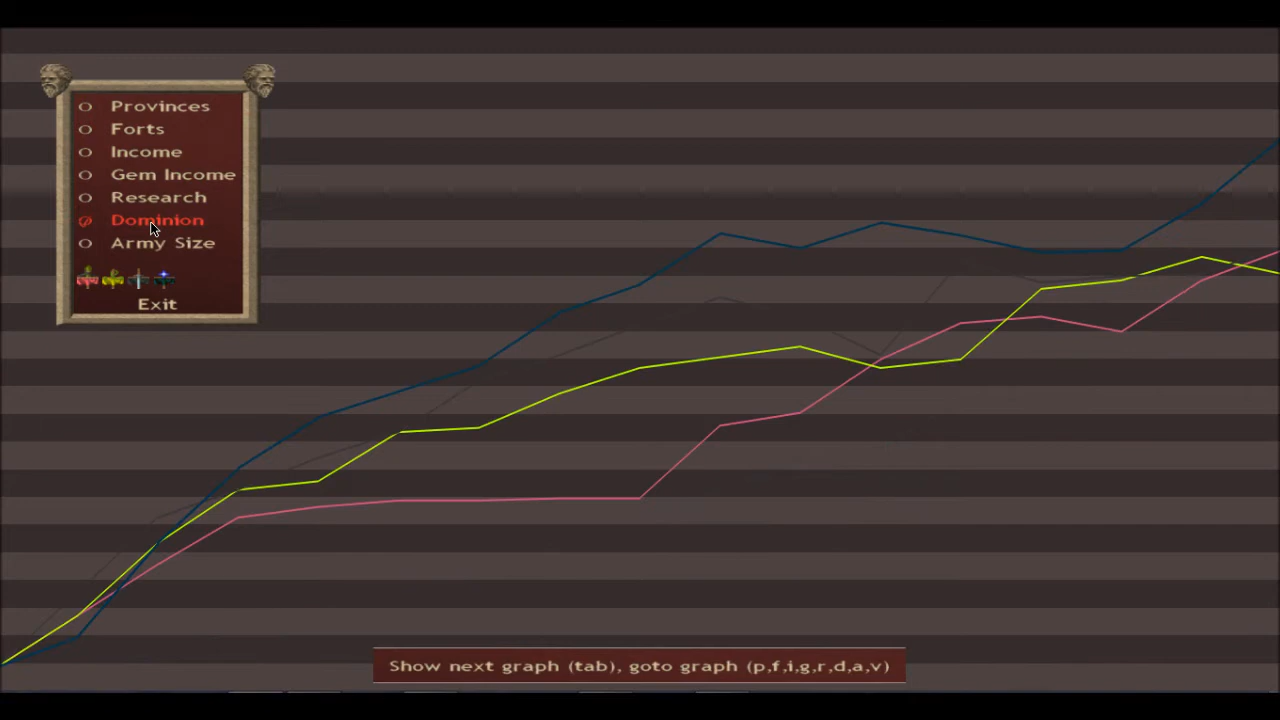 Provinces
Forts
Income
Gem Income
Research
Dominion
Army Size
Exit
Show next graph (tab), goto graph (p,f,i,g,r,d,a,v)